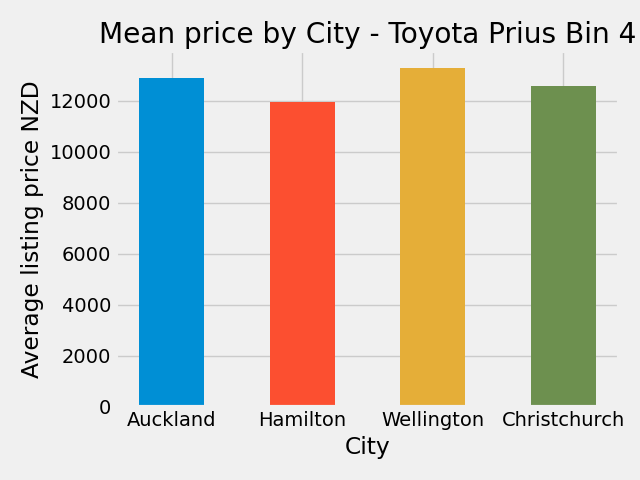 Mean price by City - Toyota Prius Bin 4
Average listing price NZD
12000
10000
8000
6000
4000
2000
0
Auckland
Hamilton
Wellington
Christchurch
City